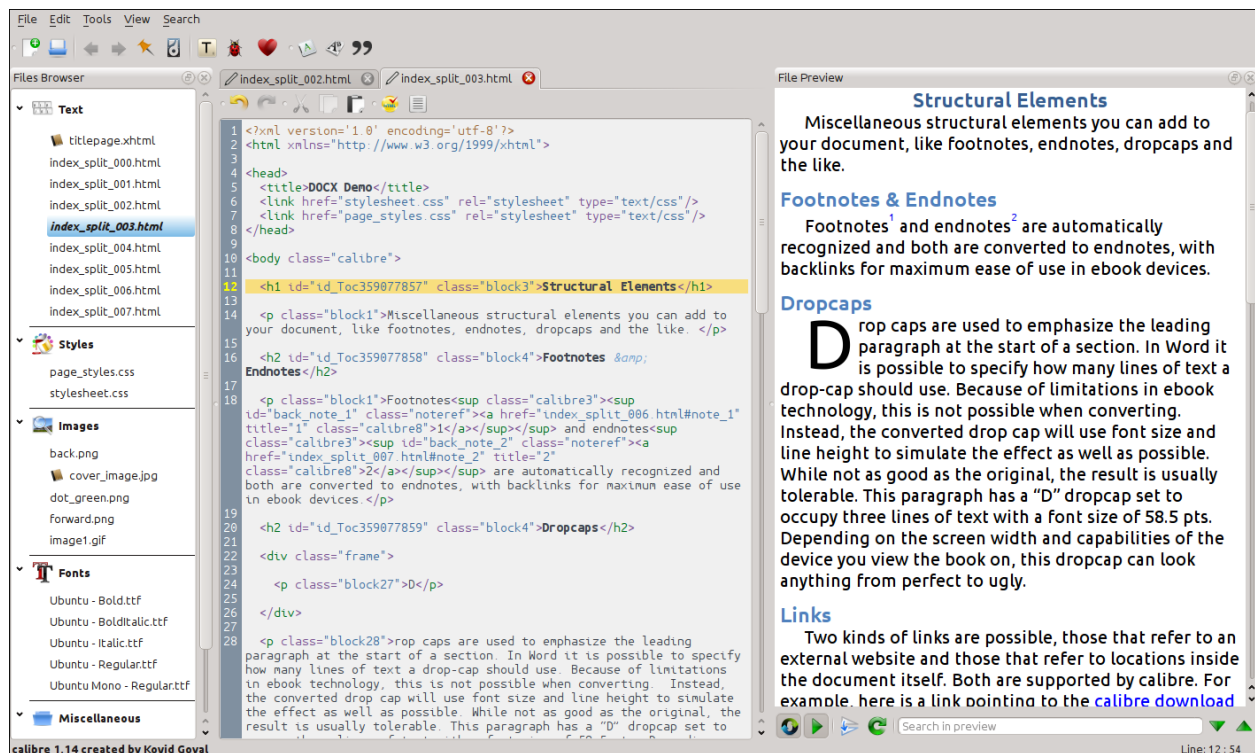 File Edit Tools View Search
Files Browser
Text
titlepage.xhtml
index_split_000.html
index_split_001.html
index_split_002.html
index_split_003.html
index_split_004.html
index_split_005.html
index_split_006.html
index_split_007.html
Styles
page_styles.css
stylesheet.css
Images
back.png
cover_image.jpg
dot_green.png
forward.png
image1.gif
Fonts
Ubuntu - Bold.ttf
Ubuntu - BoldItalic.ttf
Ubuntu - Italic.ttf
Ubuntu - Regular.ttf
Ubuntu Mono - Regular.ttf
Miscellaneous
index_split_002.html index_split_003.html
1 <?xml version='1.0' encoding='utf-8'?>
2 <html xmlns="http://www.w3.org/1999/xhtml">
3
4 <head>
5 <title>DOCX Demo</title>
6 <link href="stylesheet.css" rel="stylesheet" type="text/css"/>
7 <link href="page_styles.css" rel="stylesheet" type="text/css"/>
8 </head>
9
10 <body class="calibre">
11
12 <h1 id="id_Toc359077857" class="block3">Structural Elements</h1>
13
14 <p class="block1">Miscellaneous structural elements you can add to
your document, like footnotes, endnotes, dropcaps and the like. </p>
15
16 <h2 id="id_Toc359077858" class="block4">Footnotes &amp;
Endnotes</h2>
17
18 <p class="block1">Footnotes<sup class="calibre3"><sup
id="back_note_1" class="noteref"><a href="index_split_006.html#note_1"
title="1" class="calibre8">1</a></sup></sup> and endnotes<sup
class="calibre3"><sup id="back_note_2" class="noteref"><a
href="index_split_007.html#note_2" title="2"
class="calibre8">2</a></sup></sup> are automatically recognized and
both are converted to endnotes, with backlinks for maximum ease of use
in ebook devices.</p>
19
20 <h2 id="id_Toc359077859" class="block4">Dropcaps</h2>
21
22 <div class="frame">
23
24 <p class="block27">D</p>
25
26 </div>
27
28 <p class="block28">rop caps are used to emphasize the leading
paragraph at the start of a section. In Word it is possible to specify
how many lines of text a drop-cap should use. Because of limitations
in ebook technology, this is not possible when converting. Instead,
the converted drop cap will use font size and line height to simulate
the effect as well as possible. While not as good as the original, the
result is usually tolerable. This paragraph has a "D" dropcap set to
File Preview
Structural Elements
Miscellaneous structural elements you can add to
your document, like footnotes, endnotes, dropcaps and
the like.
Footnotes & Endnotes
Footnotes1 and endnotes2 are automatically
recognized and both are converted to endnotes, with
backlinks for maximum ease of use in ebook devices.
Dropcaps
D rop caps are used to emphasize the leading
paragraph at the start of a section. In Word it
is possible to specify how many lines of text a
drop-cap should use. Because of limitations in ebook
technology, this is not possible when converting.
Instead, the converted drop cap will use font size and
line height to simulate the effect as well as possible.
While not as good as the original, the result is usually
tolerable. This paragraph has a “D” dropcap set to
occupy three lines of text with a font size of 58.5 pts.
Depending on the screen width and capabilities of the
device you view the book on, this dropcap can look
anything from perfect to ugly.
Links
Two kinds of links are possible, those that refer to an
external website and those that refer to locations inside
the document itself. Both are supported by calibre. For
example, here is a link pointing to the calibre download
Search in preview
calibre 1.14 created by Kovid Goyal
Line: 12 : 54